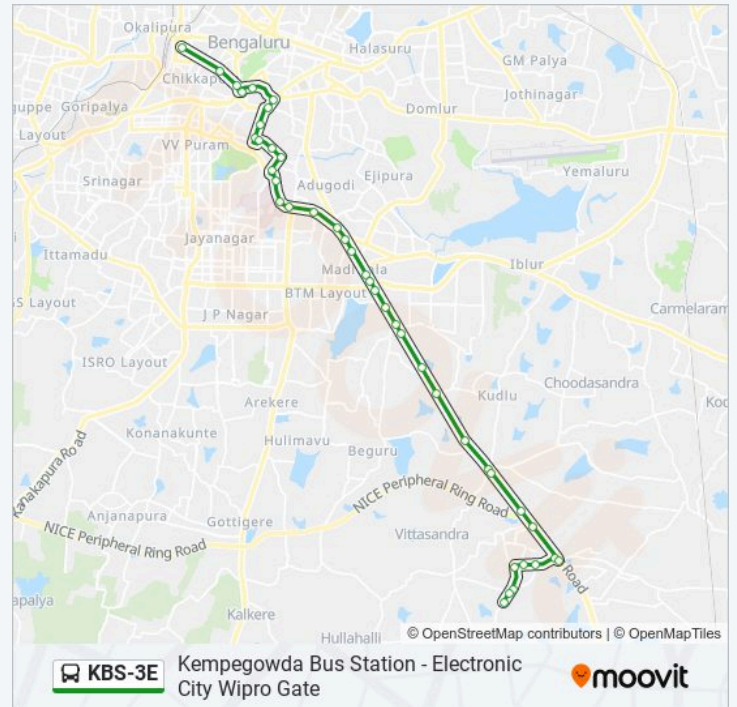 Okalipura
Bengaluru
Halasuru
GM Palya
Chikkap
Jothinagar
guppe Goripalya
Domlur
Layout
VV Puram
Yemaluru
Srinagar
Adugodi
Ejipura
Jayanagar
Ittamadu
Iblur
S Layout
BTM Layout
J P Nagar
Carmelaram
ISRO Layout
Choodasandra
Kudlu
Arekere
Konanakunte
Hulimavu
Beguru
Kanakapura Road
NICE Peripheral Ring Road
Anjanapura
Gottigere
Vittasandra
NICE Peripheral Ring Road
Road
apalya
Kalkere
Hullahalli
© OpenStreetMap contributors | © OpenMapTiles
KBS-3E
Kempegowda Bus Station - Electronic
City Wipro Gate
moovit